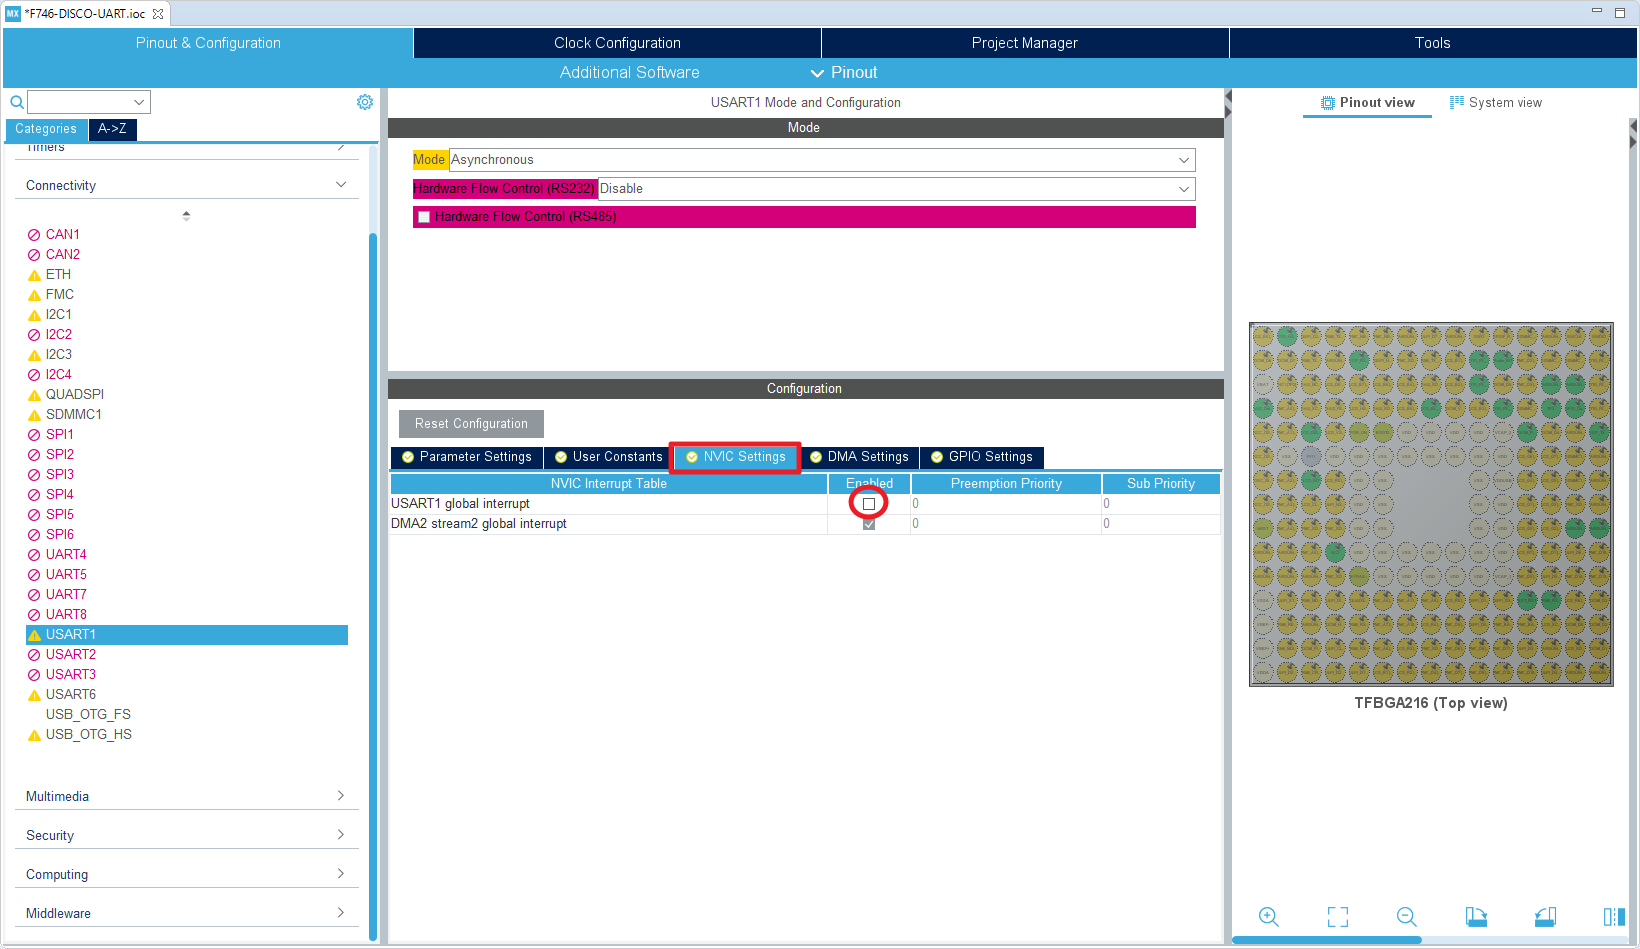 MX *F746-DISCO-UART.ioc
Pinout & Configuration
Clock Configuration
Project Manager
Tools
Additional Software
Pinout
Categories
A->Z
Timers
Connectivity
CAN1
CAN2
ETH
FMC
I2C1
I2C2
I2C3
I2C4
QUADSPI
SDMMC1
SPI1
SPI2
SPI3
SPI4
SPI5
SPI6
UART4
UART5
UART7
UART8
USART1
USART2
USART3
USART6
USB_OTG_FS
USB_OTG_HS
Multimedia
Security
Computing
Middleware
USART1 Mode and Configuration
Mode
Mode Asynchronous
Hardware Flow Control (RS232) Disable
Hardware Flow Control (RS485)
Configuration
Reset Configuration
Parameter Settings
User Constants
NVIC Settings
DMA Settings
GPIO Settings
NVIC Interrupt Table Enabled Preemption Priority Sub Priority
USART1 global interrupt 0 0
DMA2 stream2 global interrupt 0 0
Pinout view
System view
TFBGA216 (Top view)